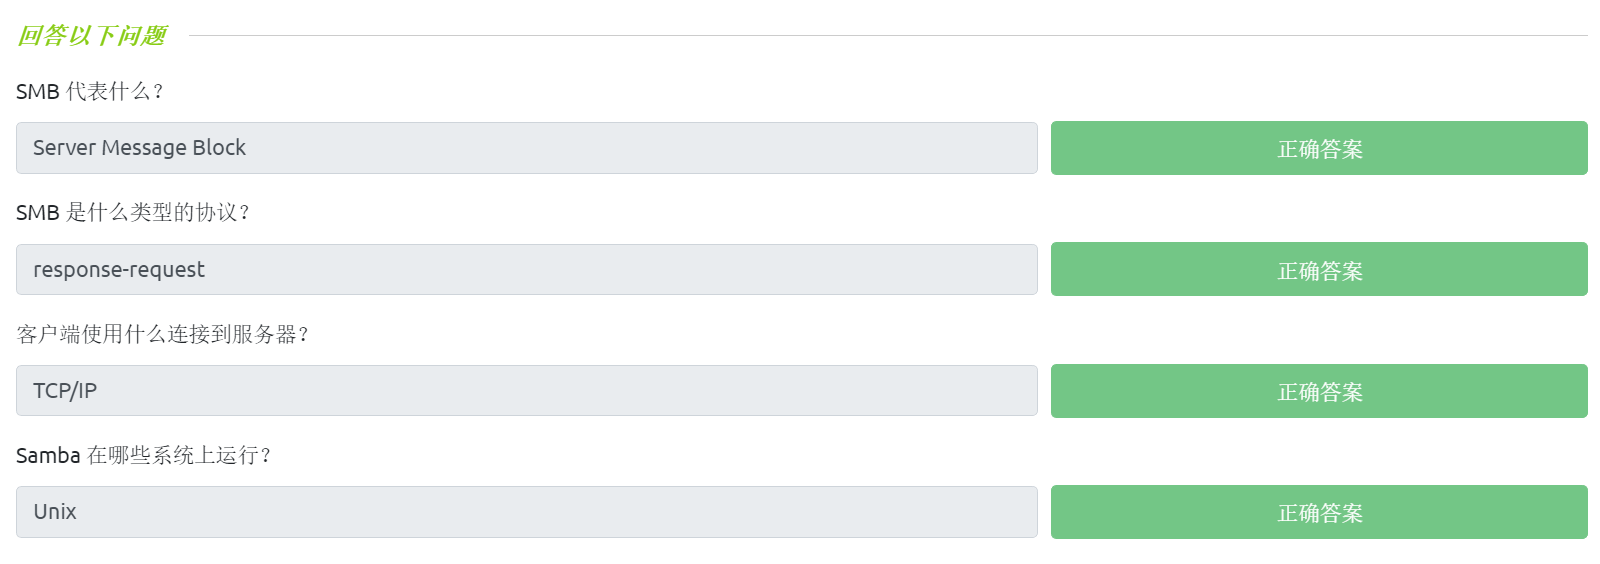 回答以下问题
SMB 代表什么？
Server Message Block
正确答案
SMB 是什么类型的协议？
response-request
正确答案
客户端使用什么连接到服务器？
TCP/IP
正确答案
Samba 在哪些系统上运行？
Unix
正确答案